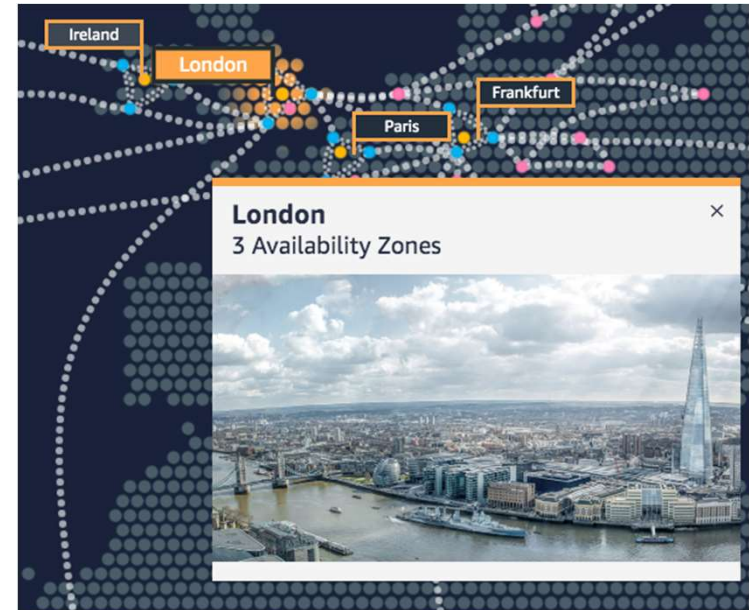 Ireland
London
Frankfurt
Paris
London
3 Availability Zones